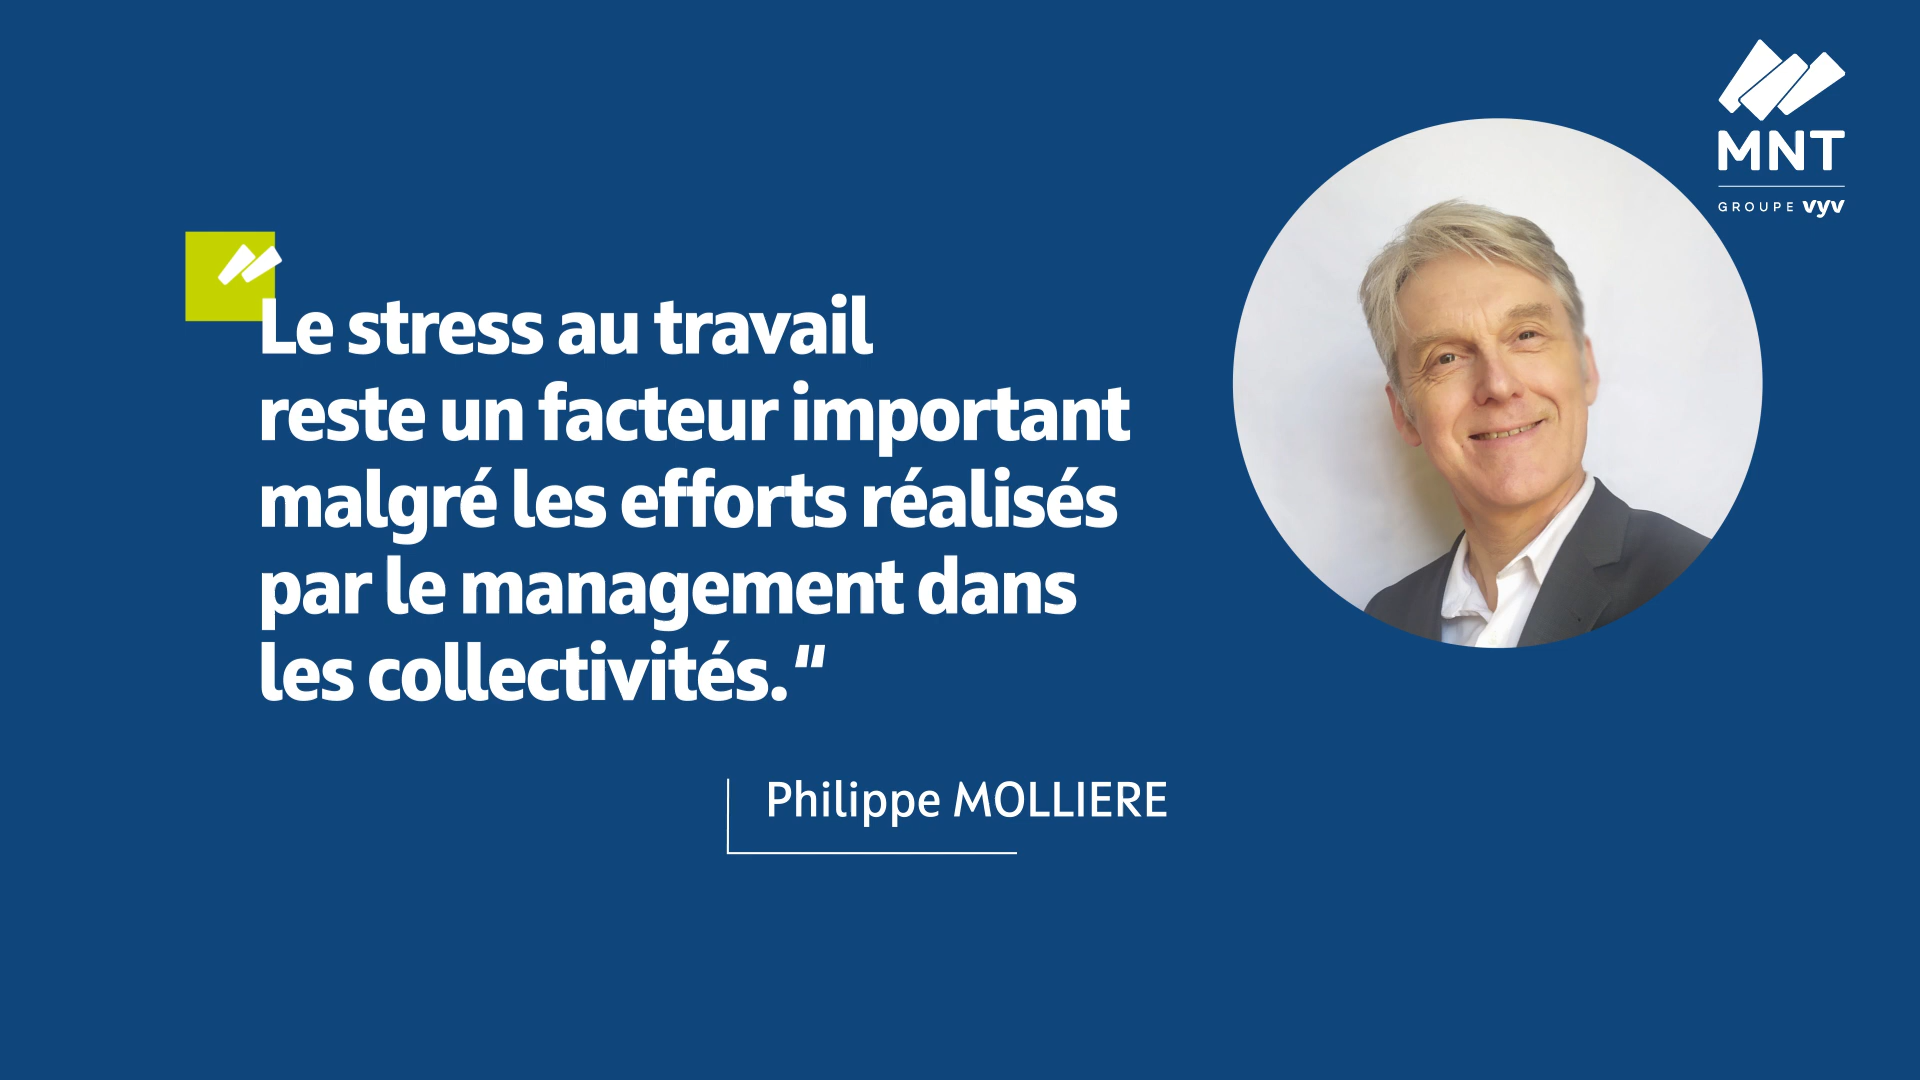 MNT
GROUPE vyv
Le stress au travail
reste un facteur important
malgré les efforts réalisés
par le management dans
les collectivités."
Philippe MOLLIERE